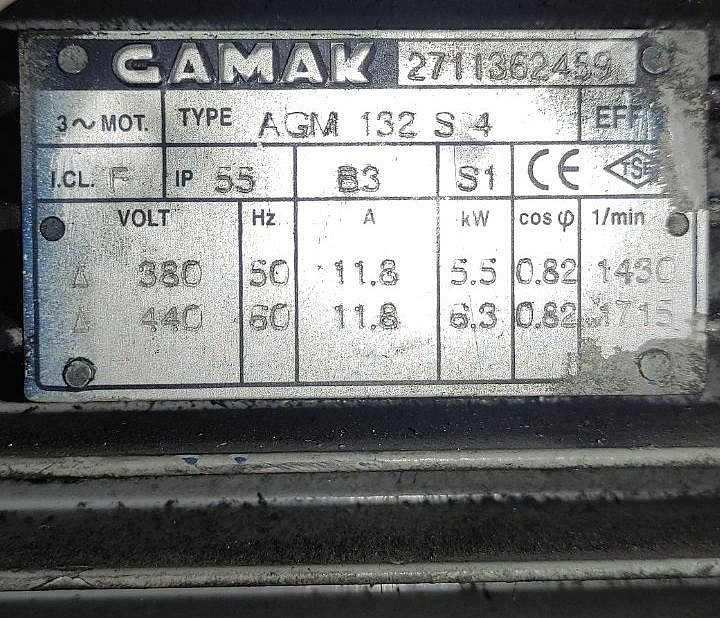 GAMAK 2711362459
3~MOT. TYPE AGM 132 S 4 EFF
I.CL. F IP 55 B3 S1 CE TSE
VOLT Hz A kW cos φ 1/min
Δ 380 50 11.8 5.5 0.82 1430
Δ 440 60 11.8 6.3 0.82 1715